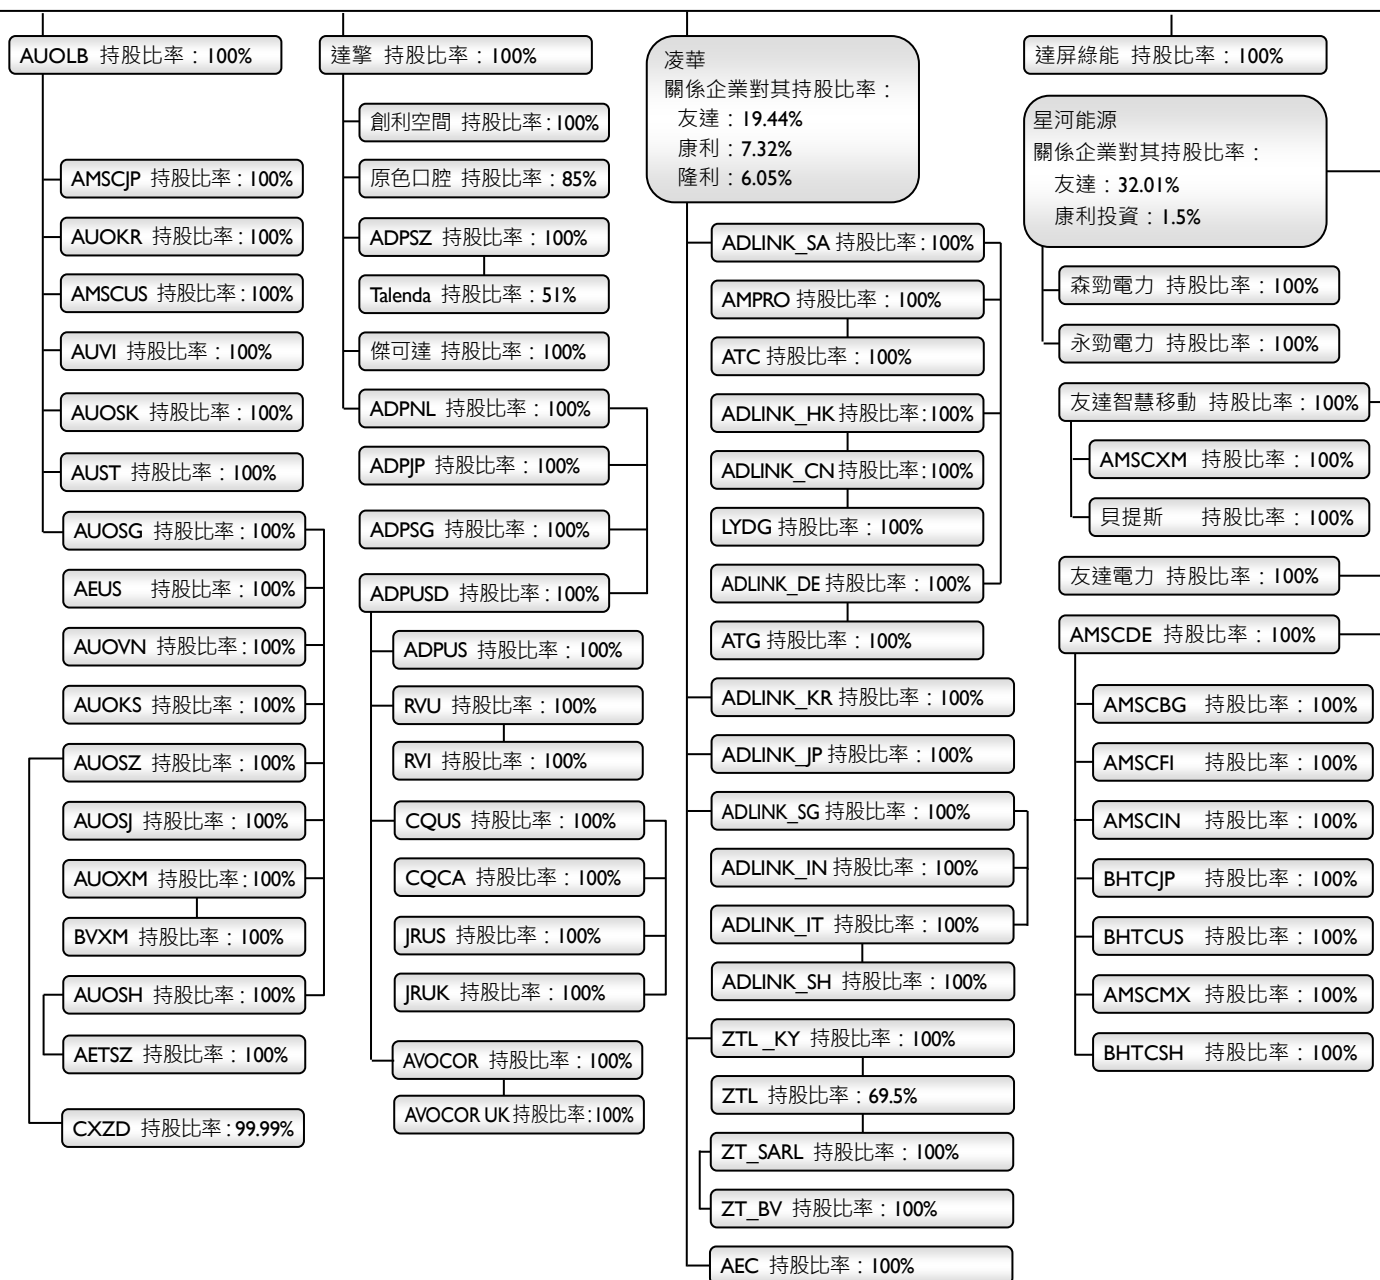 AUOLB 持股比率：100%
AMSCJP 持股比率：100%
AUOKR 持股比率：100%
AMSCUS 持股比率：100%
AUVI 持股比率：100%
AUOSK 持股比率：100%
AUST 持股比率：100%
AUOSG 持股比率：100%
AEUS 持股比率：100%
AUOVN 持股比率：100%
AUOKS 持股比率：100%
AUOSZ 持股比率：100%
AUOSJ 持股比率：100%
AUOXM 持股比率：100%
BVXM 持股比率：100%
AUOSH 持股比率：100%
AETSZ 持股比率：100%
CXZD 持股比率：99.99%
達擎 持股比率：100%
創利空間 持股比率：100%
原色口腔 持股比率：85%
ADPSZ 持股比率：100%
Talenda 持股比率：51%
傑可達 持股比率：100%
ADPNL 持股比率：100%
ADPJP 持股比率：100%
ADPSG 持股比率：100%
ADPUSD 持股比率：100%
ADPUS 持股比率：100%
RVU 持股比率：100%
RVI 持股比率：100%
CQUS 持股比率：100%
CQCA 持股比率：100%
JRUS 持股比率：100%
JRUK 持股比率：100%
AVOCOR 持股比率：100%
AVOCOR UK 持股比率：100%
凌華
關係企業對其持股比率：
友達：19.44%
康利：7.32%
隆利：6.05%
ADLINK_SA 持股比率：100%
AMPRO 持股比率：100%
ATC 持股比率：100%
ADLINK_HK 持股比率：100%
ADLINK_CN 持股比率：100%
LYDG 持股比率：100%
ADLINK_DE 持股比率：100%
ATG 持股比率：100%
ADLINK_KR 持股比率：100%
ADLINK_JP 持股比率：100%
ADLINK_SG 持股比率：100%
ADLINK_IN 持股比率：100%
ADLINK_IT 持股比率：100%
ADLINK_SH 持股比率：100%
ZTL_KY 持股比率：100%
ZTL 持股比率：69.5%
ZT_SARL 持股比率：100%
ZT_BV 持股比率：100%
AEC 持股比率：100%
達屏綠能 持股比率：100%
星河能源
關係企業對其持股比率：
友達：32.01%
康利投資：1.5%
森勁電力 持股比率：100%
永勁電力 持股比率：100%
友達智慧移動 持股比率：100%
AMSCXM 持股比率：100%
貝提斯 持股比率：100%
友達電力 持股比率：100%
AMSCDE 持股比率：100%
AMSCBG 持股比率：100%
AMSCFI 持股比率：100%
AMSCIN 持股比率：100%
BHTCJP 持股比率：100%
BHTCUS 持股比率：100%
AMSCMX 持股比率：100%
BHTCSH 持股比率：100%